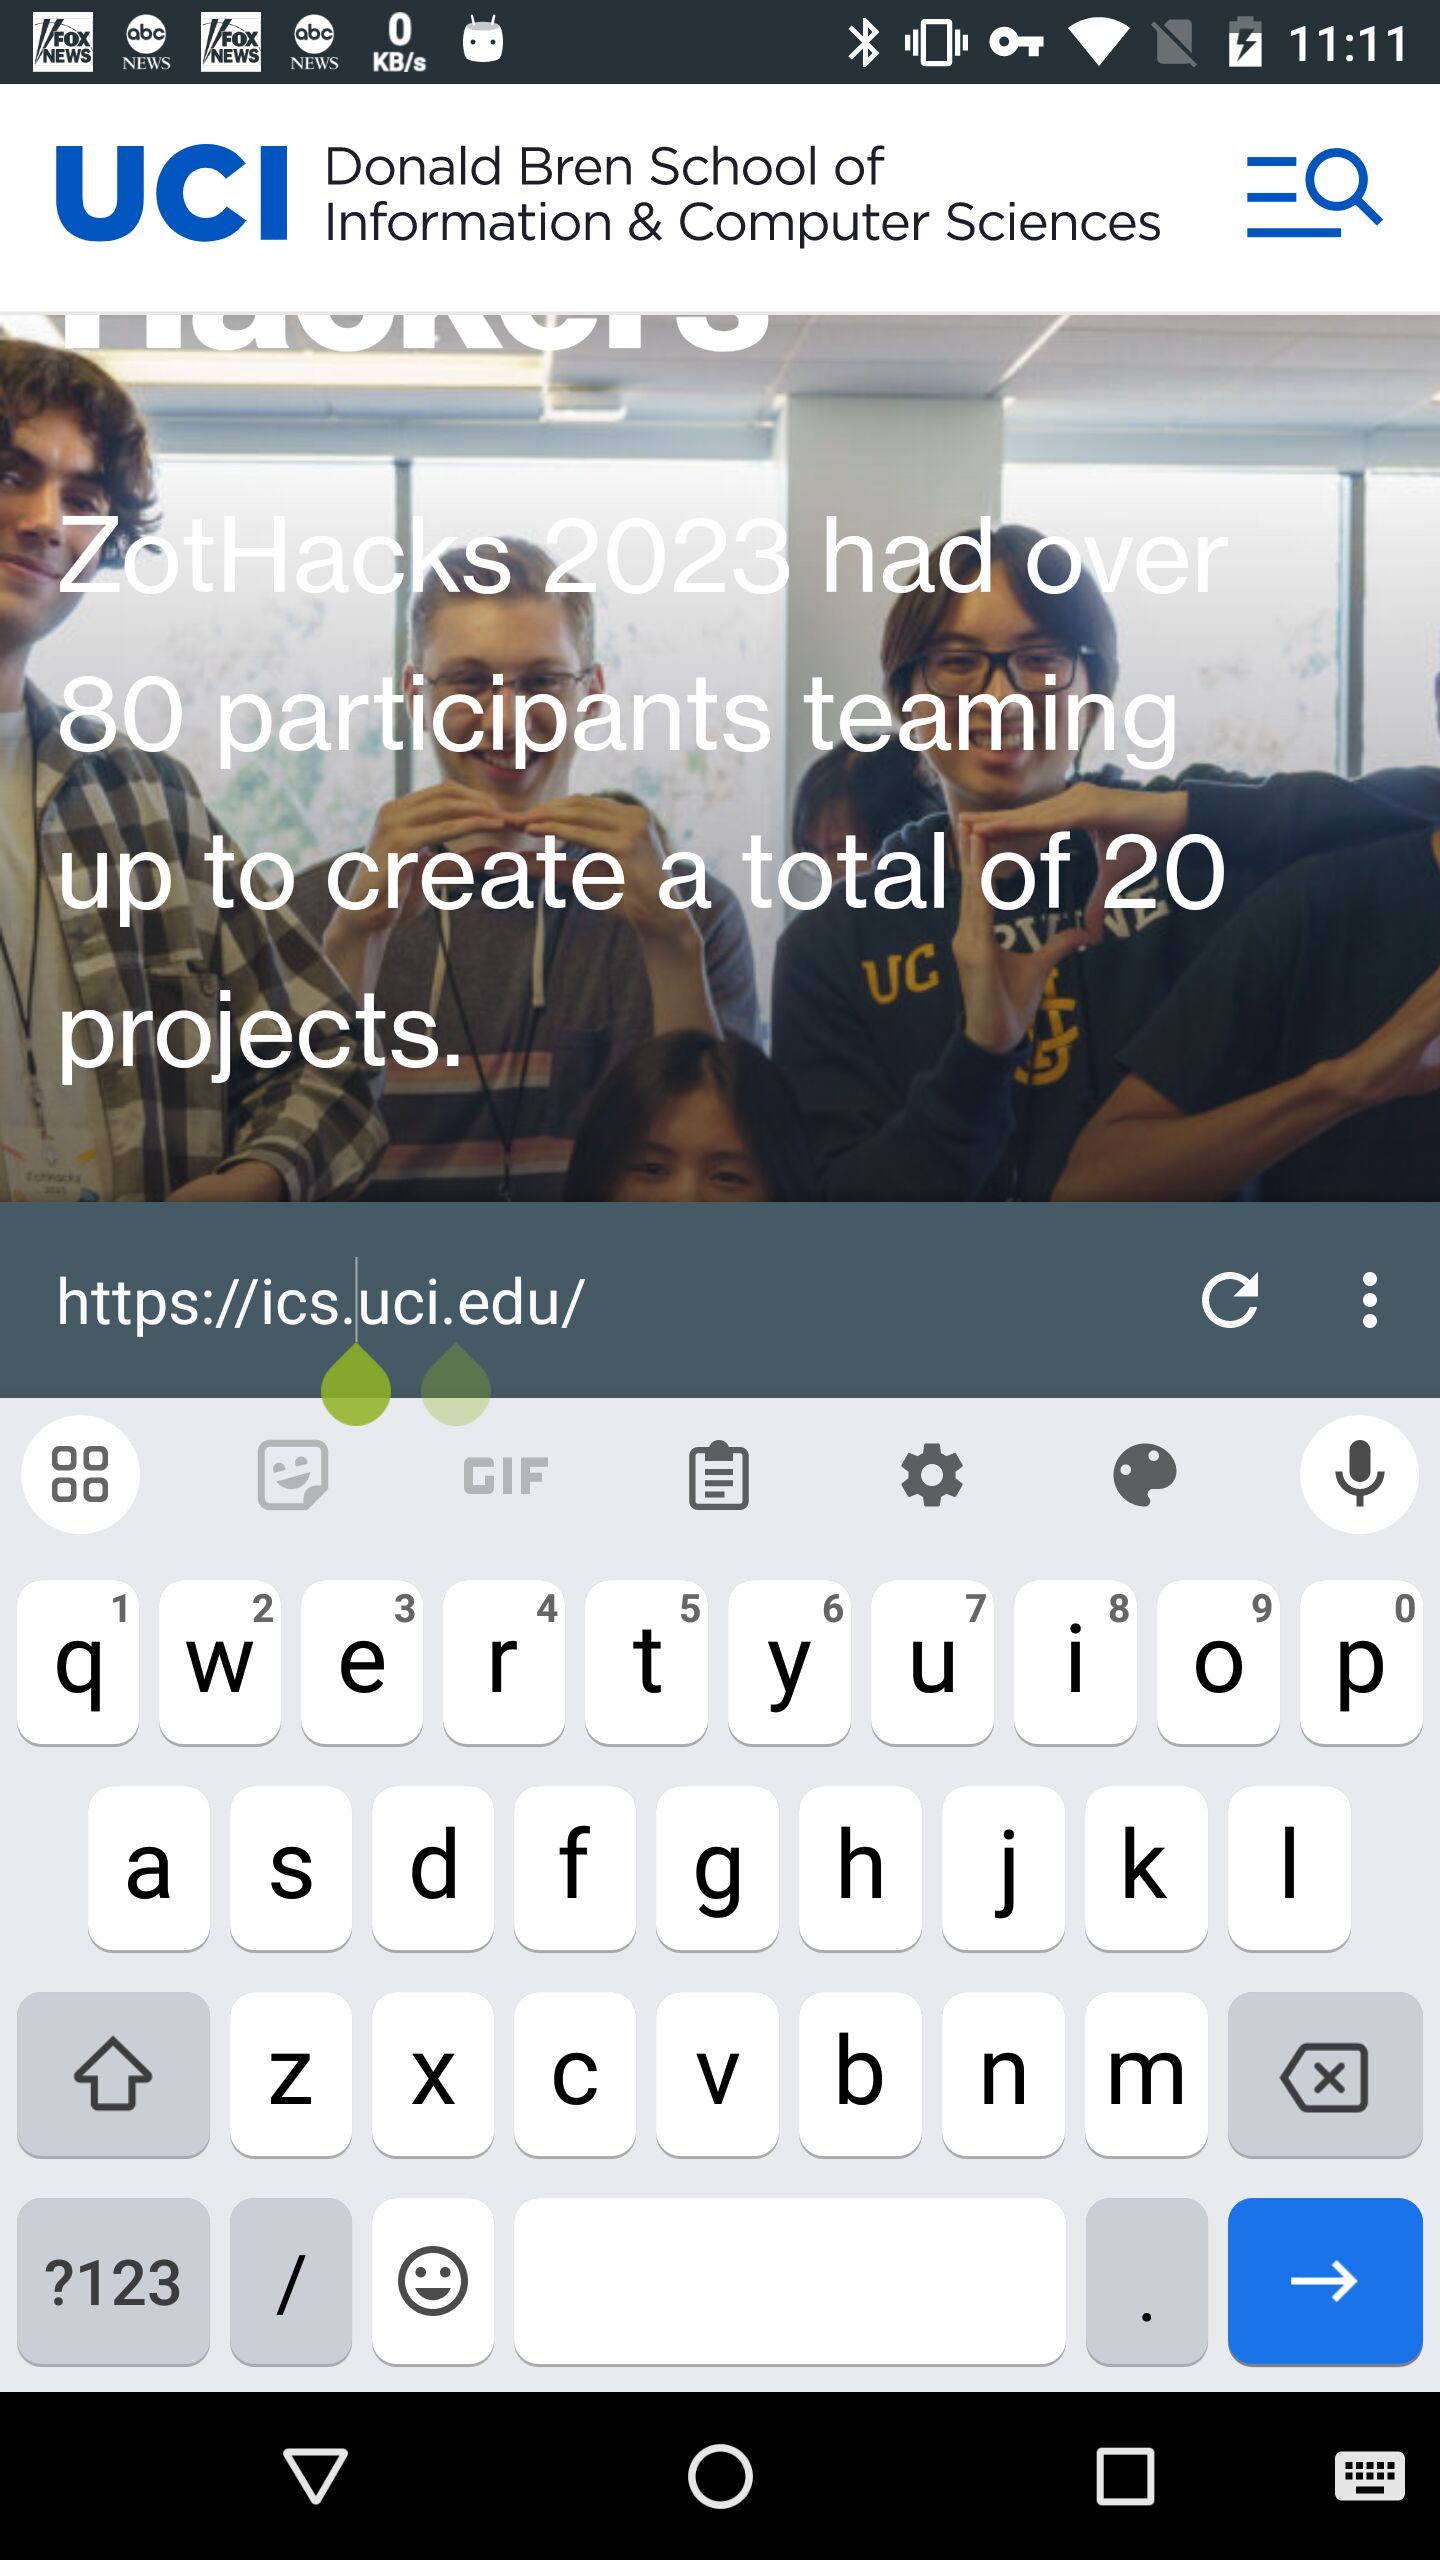 FOX NEWS
abc NEWS
FOX NEWS
abc NEWS
0 KB/s
11:11
UCI Donald Bren School of
Information & Computer Sciences
Hackers
ZotHacks 2023 had over
80 participants teaming
up to create a total of 20
projects.
UC IRVINE
https://ics.uci.edu/
GIF
1 2 3 4 5 6 7 8 9 0
q w e r t y u i o p
a s d f g h j k l
z x c v b n m
?123 / .